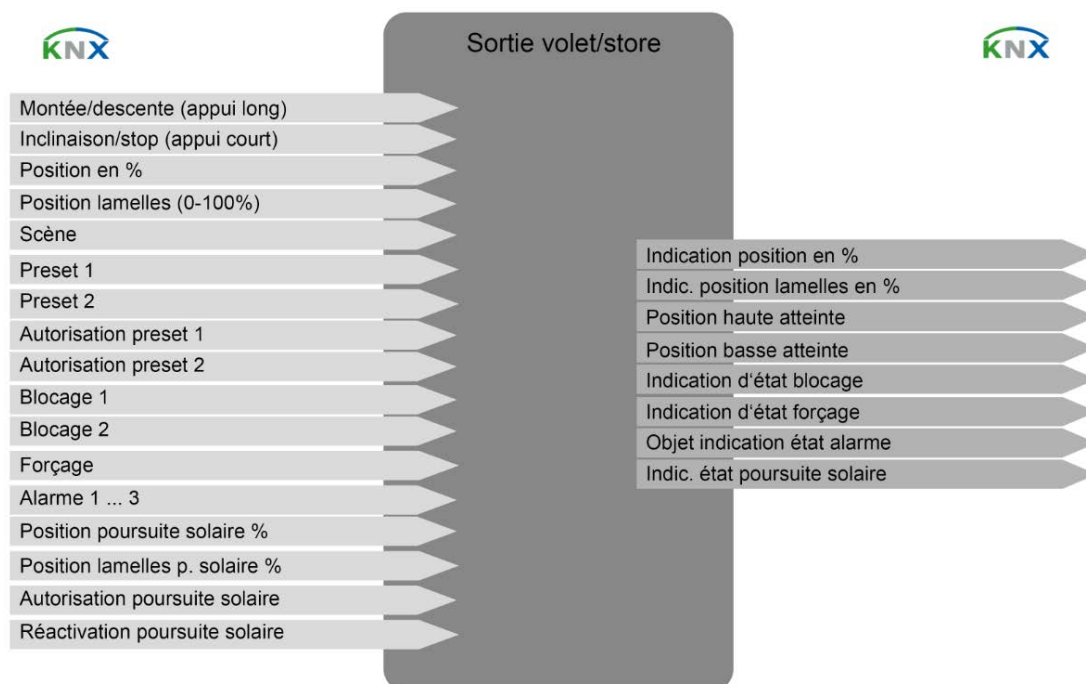 KNX
Sortie volet/store
KNX
Montée/descente (appui long)
Inclinaison/stop (appui court)
Position en %
Position lamelles (0-100%)
Scène
Preset 1
Preset 2
Autorisation preset 1
Autorisation preset 2
Blocage 1
Blocage 2
Forçage
Alarme 1 ... 3
Position poursuite solaire %
Position lamelles p. solaire %
Autorisation poursuite solaire
Réactivation poursuite solaire
Indication position en %
Indic. position lamelles en %
Position haute atteinte
Position basse atteinte
Indication d‘état blocage
Indication d‘état forçage
Objet indication état alarme
Indic. état poursuite solaire